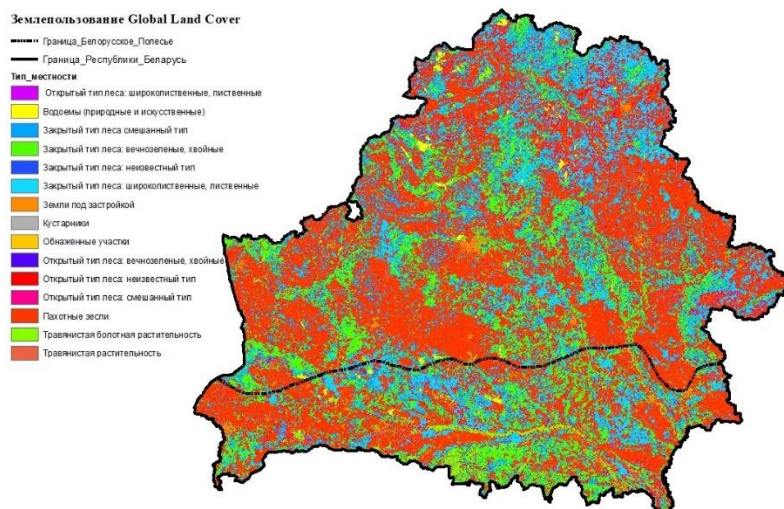 Землепользование Global Land Cover
Граница_Белорусское_Полесье
Граница_Республики_Беларусь
Тип_местности
Открытый тип леса: широколиственные, лиственные
Водоемы (природные и искусственные)
Закрытый тип леса смешанный тип
Закрытый тип леса: вечнозеленые, хвойные
Закрытый тип леса: неизвестный тип
Закрытый тип леса: широколиственные, лиственные
Земли под застройкой
Кустарники
Обнаженные участки
Открытый тип леса: вечнозеленые, хвойные
Открытый тип леса: неизвестный тип
Открытый тип леса: смешанный тип
Пахотные зесли
Травянистая болотная растительность
Травянистая растительность